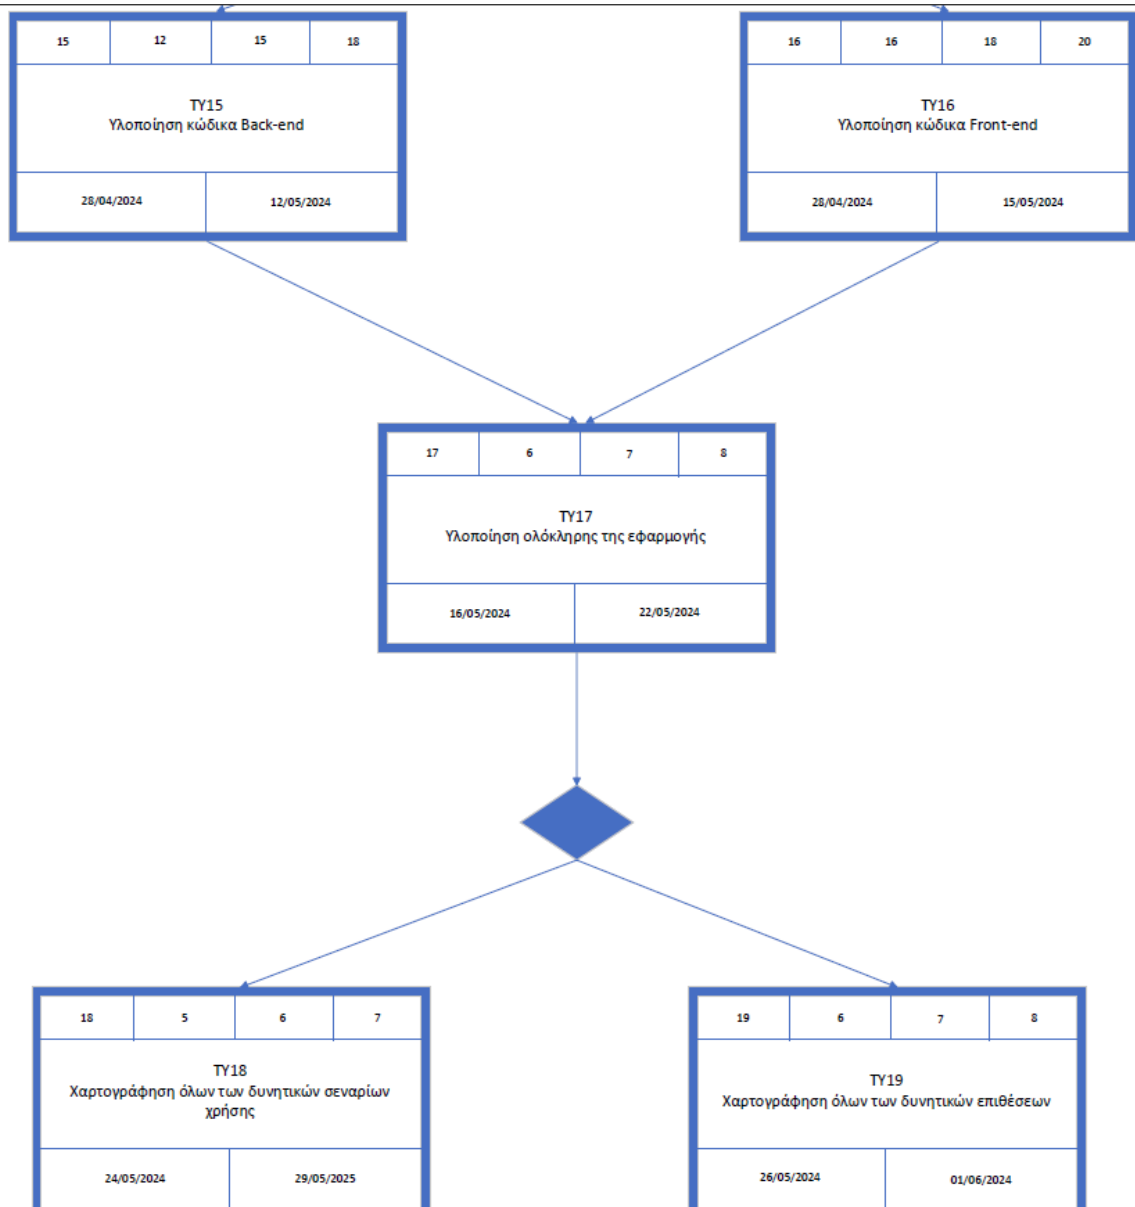 15 12 15 18
ΤΥ15
Υλοποίηση κώδικα Back-end
28/04/2024 12/05/2024
16 16 18 20
ΤΥ16
Υλοποίηση κώδικα Front-end
28/04/2024 15/05/2024
17 6 7 8
ΤΥ17
Υλοποίηση ολόκληρης της εφαρμογής
16/05/2024 22/05/2024
18 5 6 7
ΤΥ18
Χαρτογράφηση όλων των δυνητικών σεναρίων
χρήσης
24/05/2024 29/05/2025
19 6 7 8
ΤΥ19
Χαρτογράφηση όλων των δυνητικών επιθέσεων
26/05/2024 01/06/2024